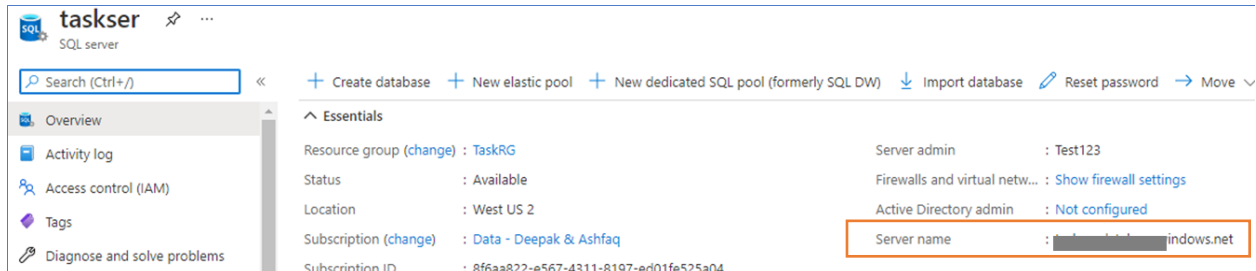 taskser
SQL server
Search (Ctrl+/)
«
Overview
Activity log
Access control (IAM)
Tags
Diagnose and solve problems
Create database New elastic pool New dedicated SQL pool (formerly SQL DW) Import database Reset password Move
Essentials
Resource group (change) : TaskRG
Status : Available
Location : West US 2
Subscription (change) : Data - Deepak & Ashfaq
Subscription ID : 8f6aa822-e567-4311-8197-ed01fe525a04
Server admin : Test123
Firewalls and virtual netw... : Show firewall settings
Active Directory admin : Not configured
Server name : indows.net